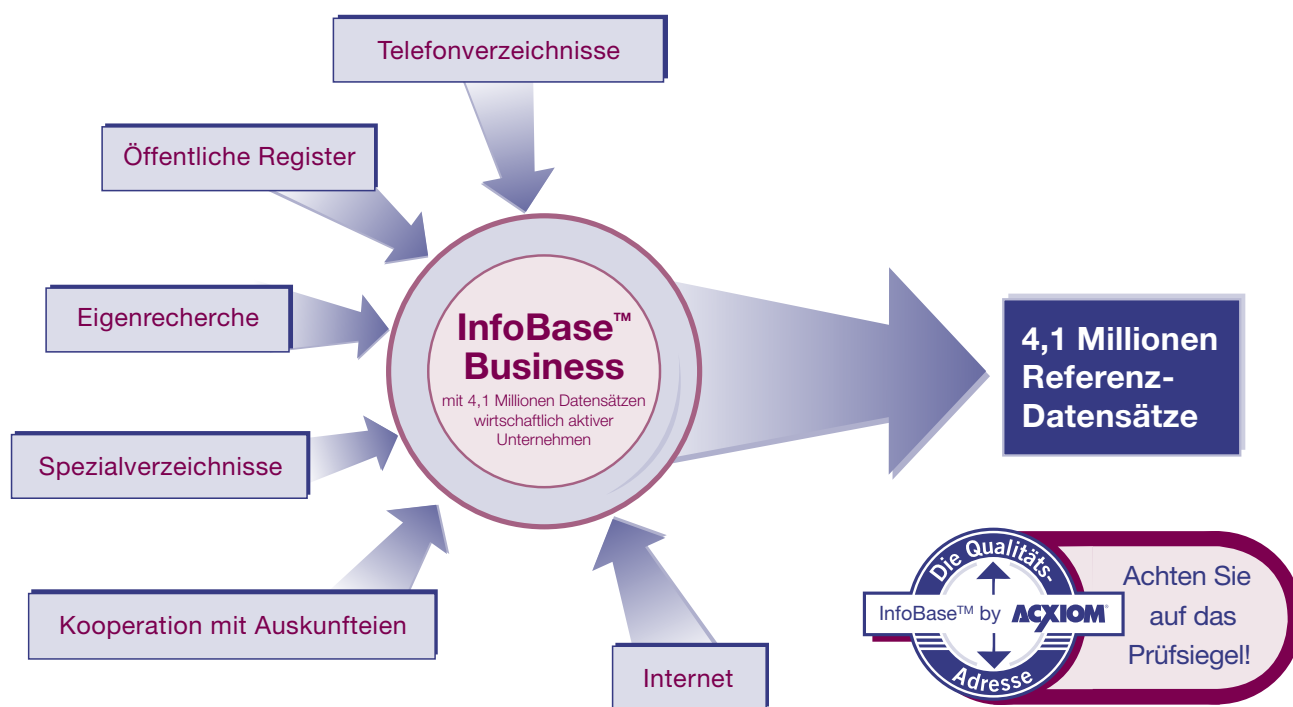 Telefonverzeichnisse
Öffentliche Register
Eigenrecherche
Spezialverzeichnisse
Kooperation mit Auskunfteien
Internet
InfoBase™
Business
mit 4,1 Millionen Datensätzen
wirtschaftlich aktiver
Unternehmen
4,1 Millionen
Referenz-
Datensätze
Die Qualitäts-
InfoBase™ by ACXIOM®
Adresse
Achten Sie
auf das
Prüfsiegel!